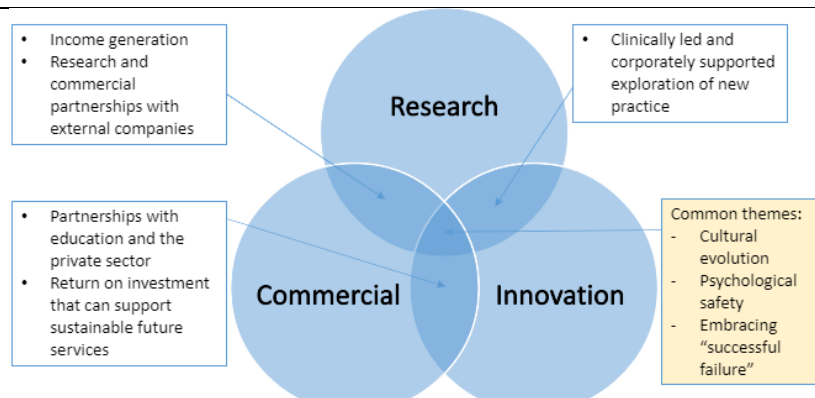 • Income generation
• Research and
commercial
partnerships with
external companies
• Clinically led and
corporately supported
exploration of new
practice
Research
• Partnerships with
education and the
private sector
• Return on investment
that can support
sustainable future
services
Commercial
Innovation
Common themes:
- Cultural
evolution
- Psychological
safety
- Embracing
“successful
failure”